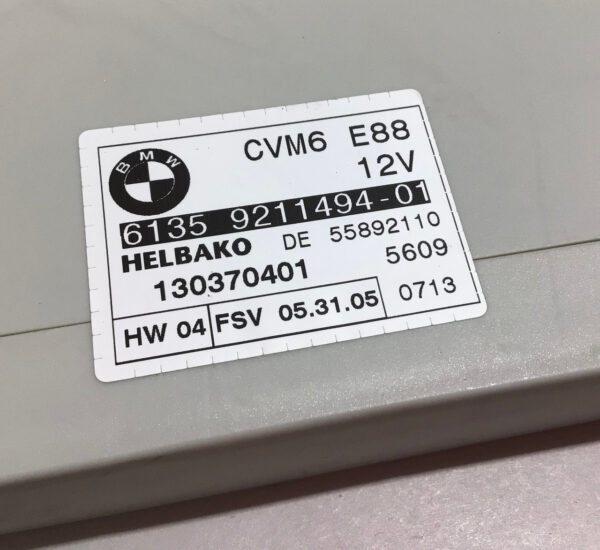 BMW
CVM6 E88
12V
6135 9211494-01
HELBAKO DE 55892110
130370401 5609
HW 04 FSV 05.31.05 0713